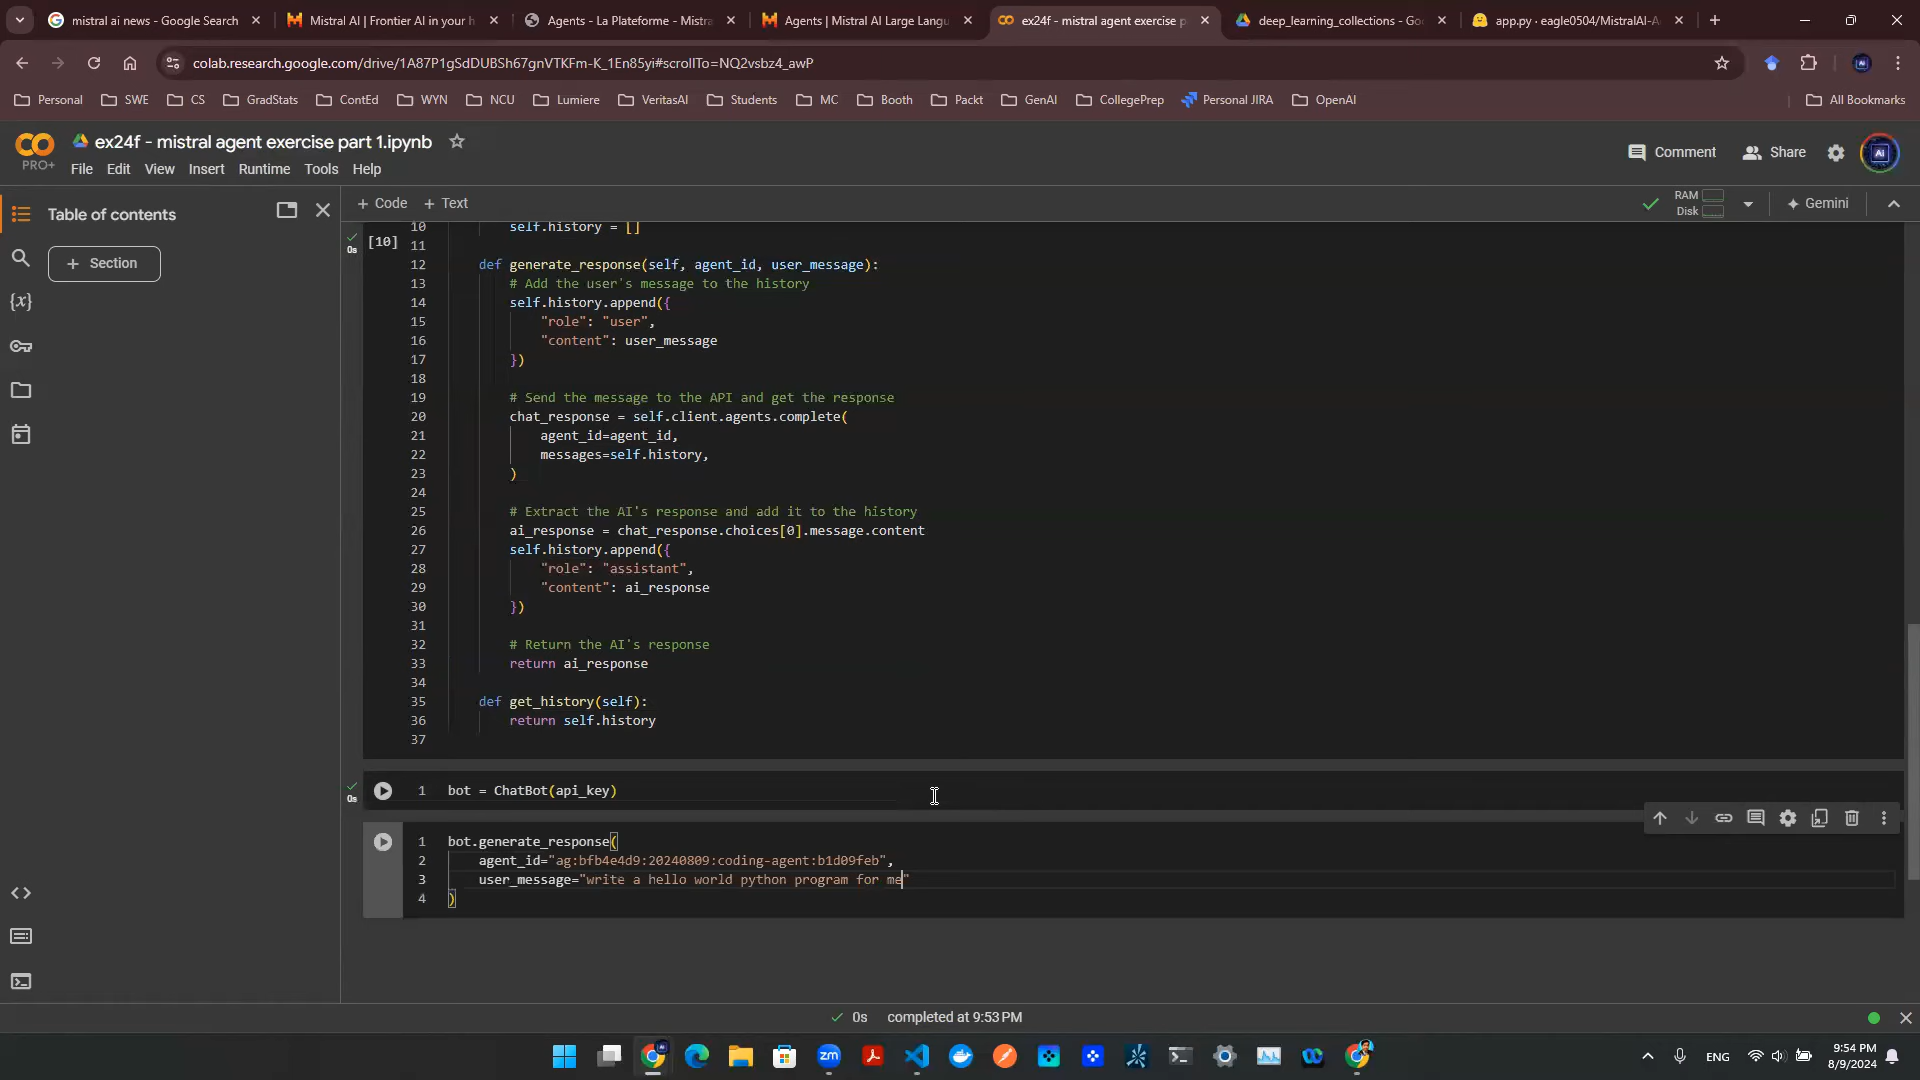 mistral ai news - Google Search
Mistral AI | Frontier AI in your h
Agents - La Plateforme - Mistra
Agents | Mistral AI Large Langu
ex24f - mistral agent exercise p
deep_learning_collections - Goo
app.py · eagle0504/MistralAI-A
colab.research.google.com/drive/1A87P1gSdDUBSh67gnVTKFm-K_1En85yi#scrollTo=NQ2vsbz4_awP
Personal
SWE
CS
GradStats
ContEd
WYN
NCU
Lumiere
VeritasAI
Students
MC
Booth
Packt
GenAI
CollegePrep
Personal JIRA
OpenAI
All Bookmarks
PRO+
ex24f - mistral agent exercise part 1.ipynb
File Edit View Insert Runtime Tools Help
Comment
Share
Ai
Table of contents
+ Section
+ Code + Text
RAM
Disk
Gemini
[10]
0s
10 self.history = []
11
12 def generate_response(self, agent_id, user_message):
13 # Add the user's message to the history
14 self.history.append({
15 "role": "user",
16 "content": user_message
17 })
18
19 # Send the message to the API and get the response
20 chat_response = self.client.agents.complete(
21 agent_id=agent_id,
22 messages=self.history,
23 )
24
25 # Extract the AI's response and add it to the history
26 ai_response = chat_response.choices[0].message.content
27 self.history.append({
28 "role": "assistant",
29 "content": ai_response
30 })
31
32 # Return the AI's response
33 return ai_response
34
35 def get_history(self):
36 return self.history
37
0s
1 bot = ChatBot(api_key)
1 bot.generate_response(
2 agent_id="ag:bfb4e4d9:20240809:coding-agent:b1d09feb",
3 user_message="write a hello world python program for me"
4 )
0s completed at 9:53 PM
zm
ENG
9:54 PM
8/9/2024